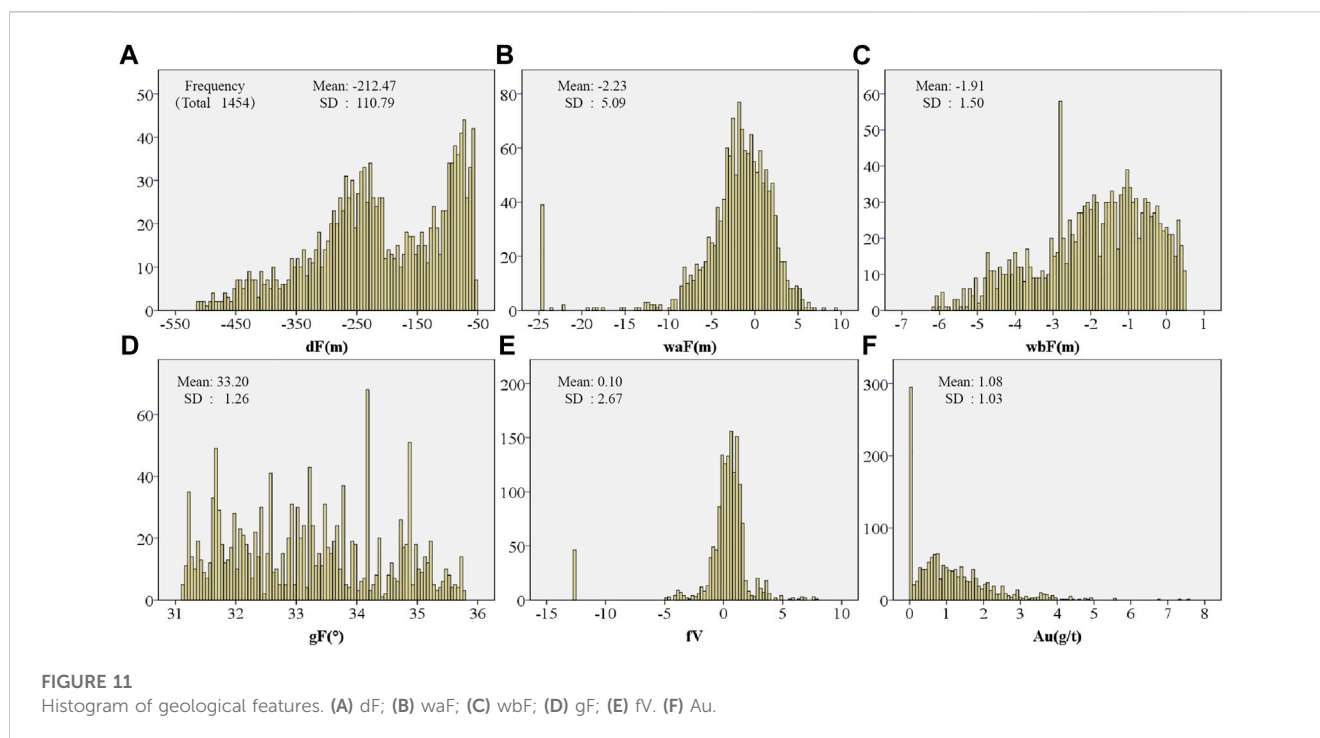 A
B
C
Frequency
(Total 1454)
Mean: -212.47
SD : 110.79
50
40
30
20
10
0
-550
-450
-350
-250
-150
-50
dF(m)
Mean: -2.23
SD : 5.09
80
60
40
20
0
-25
-20
-15
-10
-5
0
5
10
waF(m)
Mean: -1.91
SD : 1.50
60
50
40
30
20
10
0
-7
-6
-5
-4
-3
-2
-1
0
1
wbF(m)
D
E
F
Mean: 33.20
SD : 1.26
60
40
20
0
31
32
33
34
35
36
gF(°)
Mean: 0.10
SD : 2.67
200
150
100
50
0
-15
-10
-5
0
5
10
fV
Mean: 1.08
SD : 1.03
300
200
100
0
0
1
2
3
4
5
6
7
8
Au(g/t)
FIGURE 11
Histogram of geological features. (A) dF; (B) waF; (C) wbF; (D) gF; (E) fV. (F) Au.